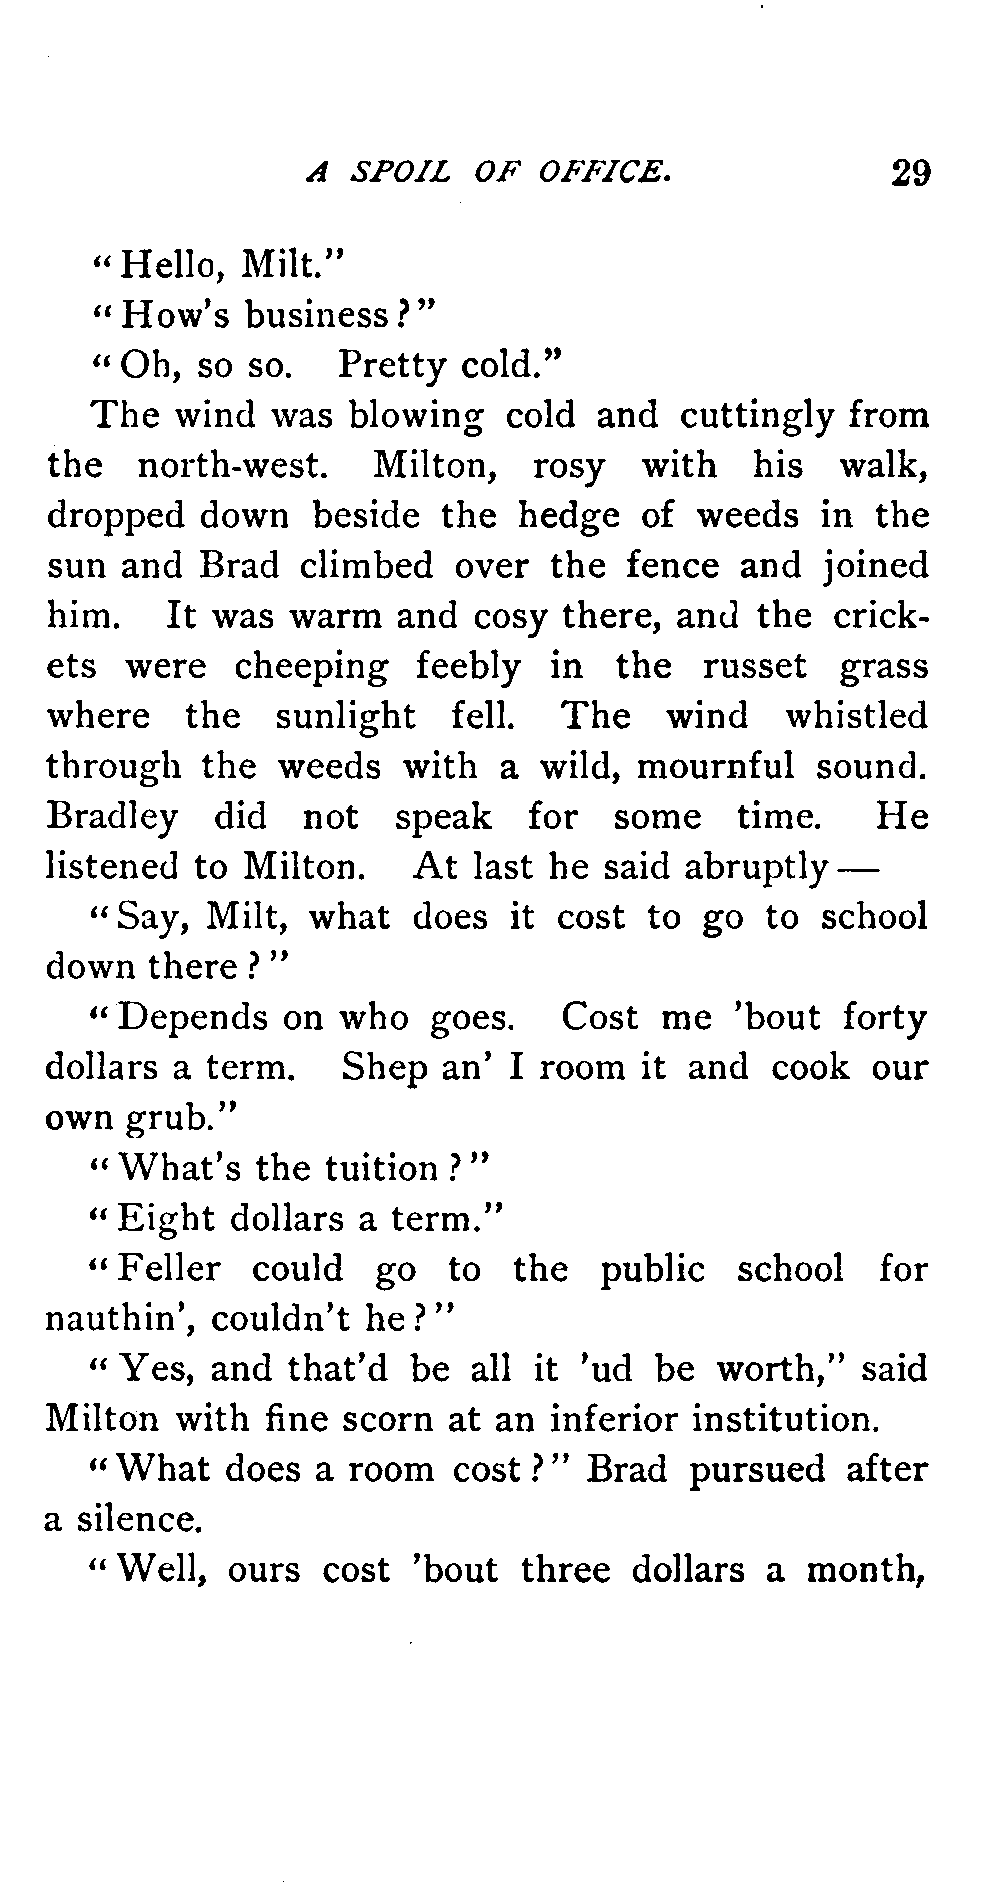 A SPOIL OF OFFICE. 29
"Hello, Milt."
"How's business?"
"Oh, so so. Pretty cold."
The wind was blowing cold and cuttingly from
the north-west. Milton, rosy with his walk,
dropped down beside the hedge of weeds in the
sun and Brad climbed over the fence and joined
him. It was warm and cosy there, and the crick-
ets were cheeping feebly in the russet grass
where the sunlight fell. The wind whistled
through the weeds with a wild, mournful sound.
Bradley did not speak for some time. He
listened to Milton. At last he said abruptly—
"Say, Milt, what does it cost to go to school
down there?"
"Depends on who goes. Cost me 'bout forty
dollars a term. Shep an' I room it and cook our
own grub."
"What's the tuition?"
"Eight dollars a term."
"Feller could go to the public school for
nauthin', couldn't he?"
"Yes, and that'd be all it 'ud be worth," said
Milton with fine scorn at an inferior institution.
"What does a room cost?" Brad pursued after
a silence.
"Well, ours cost 'bout three dollars a month,